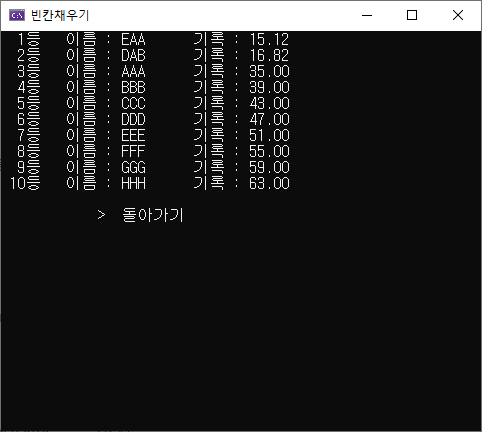 빈칸채우기
1등 이름 : EAA 기록 : 15.12
2등 이름 : DAB 기록 : 16.82
3등 이름 : AAA 기록 : 35.00
4등 이름 : BBB 기록 : 39.00
5등 이름 : CCC 기록 : 43.00
6등 이름 : DDD 기록 : 47.00
7등 이름 : EEE 기록 : 51.00
8등 이름 : FFF 기록 : 55.00
9등 이름 : GGG 기록 : 59.00
10등 이름 : HHH 기록 : 63.00
> 돌아가기